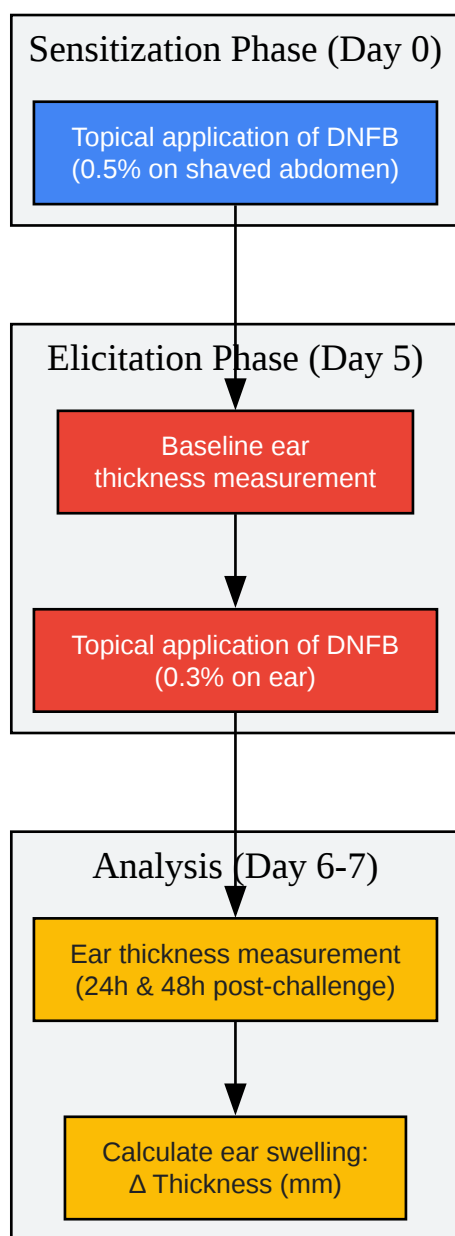 Sensitization Phase (Day 0)
Topical application of DNFB
(0.5% on shaved abdomen)
Elicitation Phase (Day 5)
Baseline ear
thickness measurement
Topical application of DNFB
(0.3% on ear)
Analysis (Day 6-7)
Ear thickness measurement
(24h & 48h post-challenge)
Calculate ear swelling:
Δ Thickness (mm)